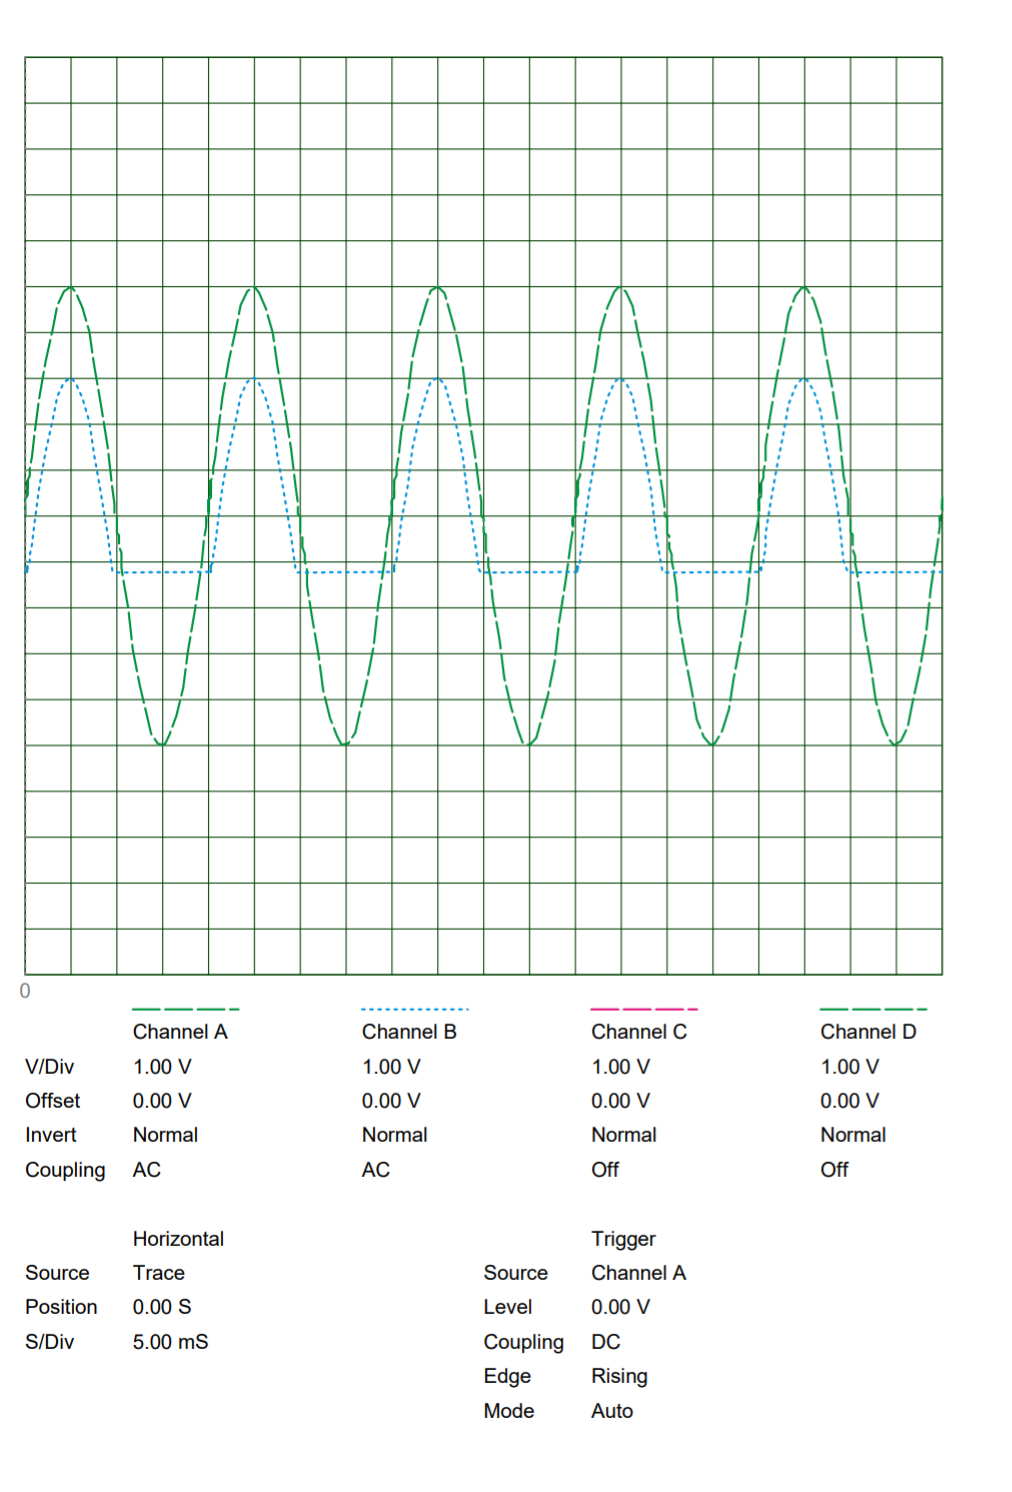 0
Channel A Channel B Channel C Channel D
V/Div 1.00 V 1.00 V 1.00 V 1.00 V
Offset 0.00 V 0.00 V 0.00 V 0.00 V
Invert Normal Normal Normal Normal
Coupling AC AC Off Off
Horizontal Trigger
Source Trace Source Channel A
Position 0.00 S Level 0.00 V
S/Div 5.00 mS Coupling DC
Edge Rising
Mode Auto